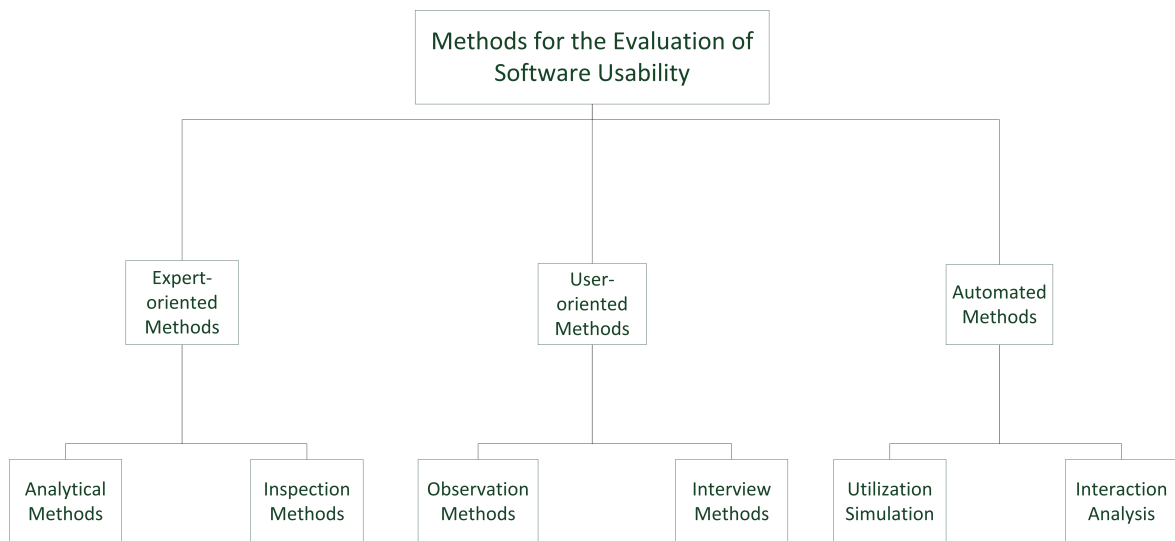 Methods for the Evaluation of
Software Usability
Expert-
oriented
Methods
User-
oriented
Methods
Automated
Methods
Analytical
Methods
Inspection
Methods
Observation
Methods
Interview
Methods
Utilization
Simulation
Interaction
Analysis